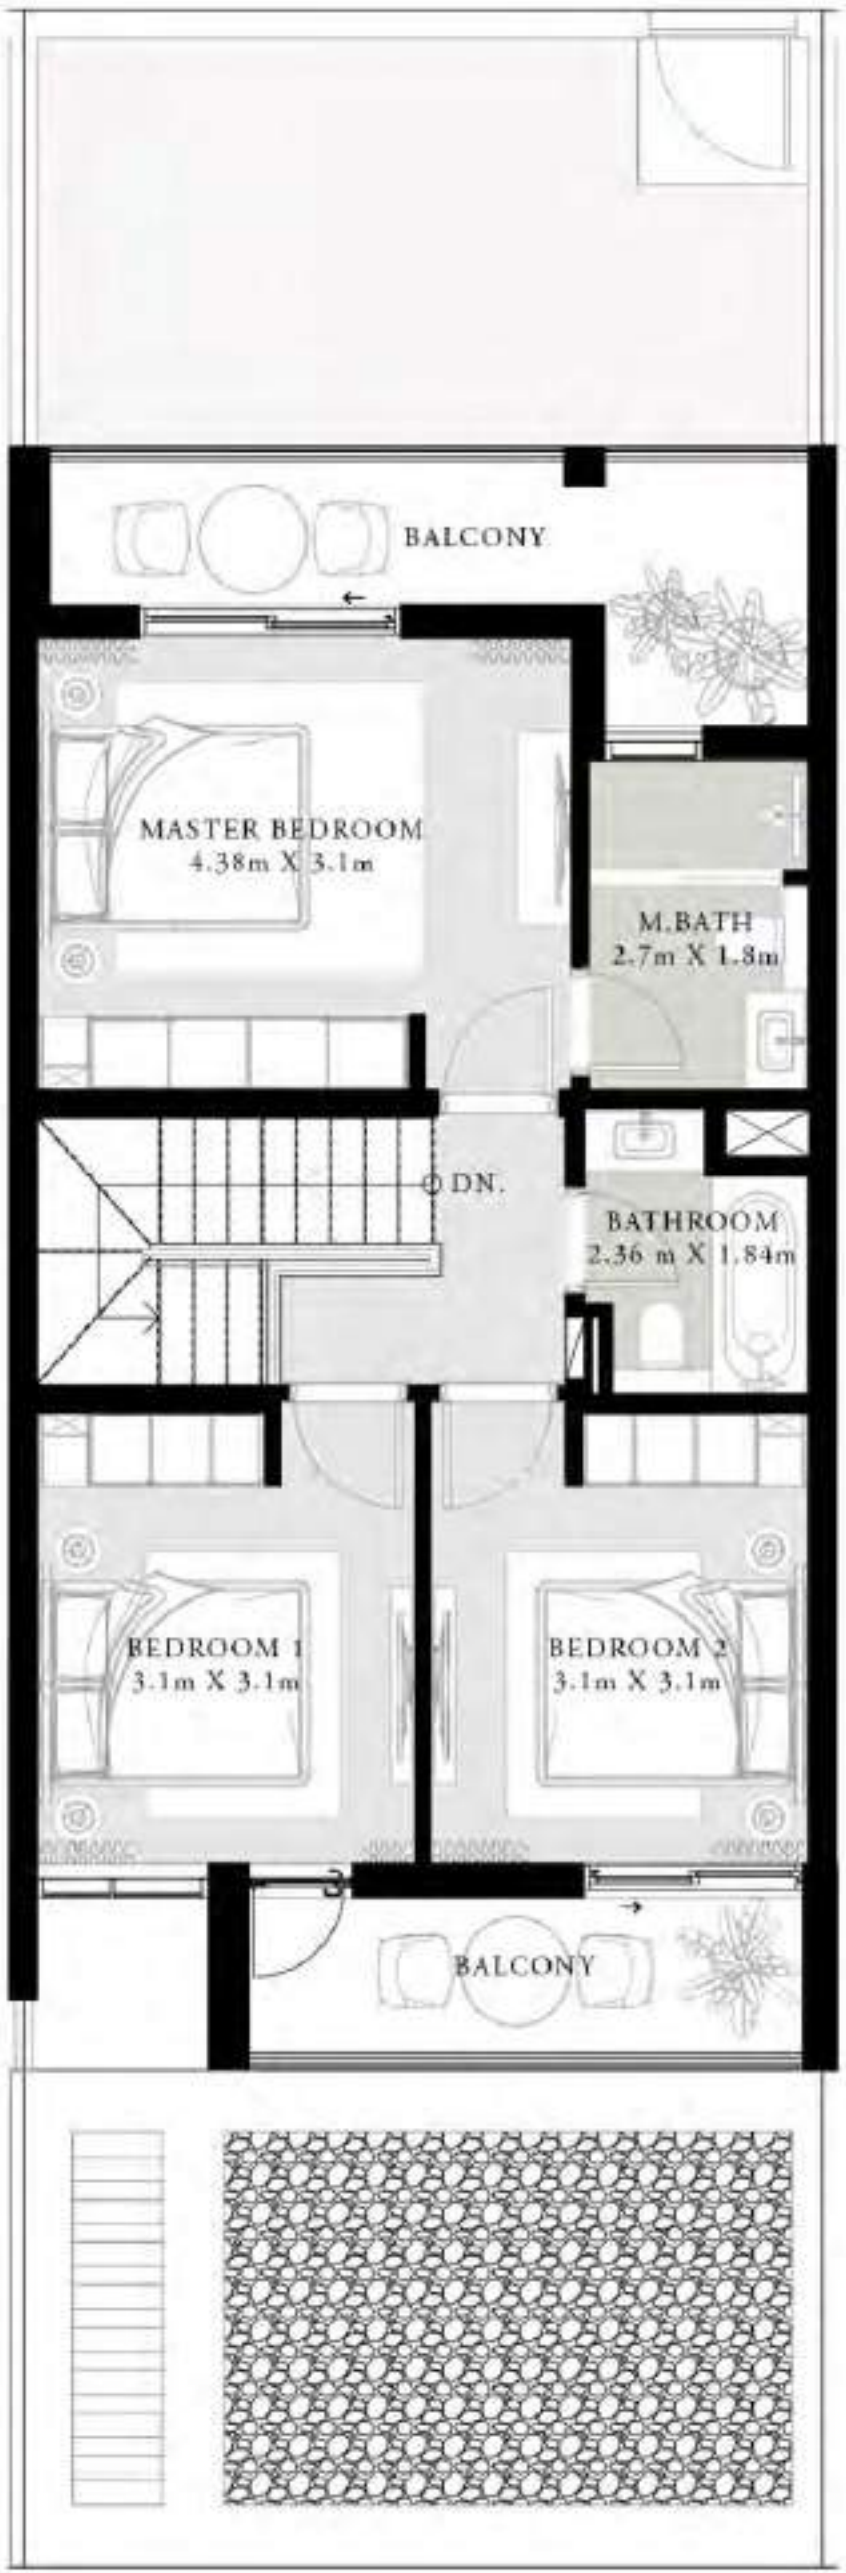 BALCONY
MASTER BEDROOM
4.38m X 3.1m
M.BATH
2.7m X 1.8m
DN.
BATHROOM
2.36 m X 1.84m
BEDROOM 1
3.1m X 3.1m
BEDROOM 2
3.1m X 3.1m
BALCONY